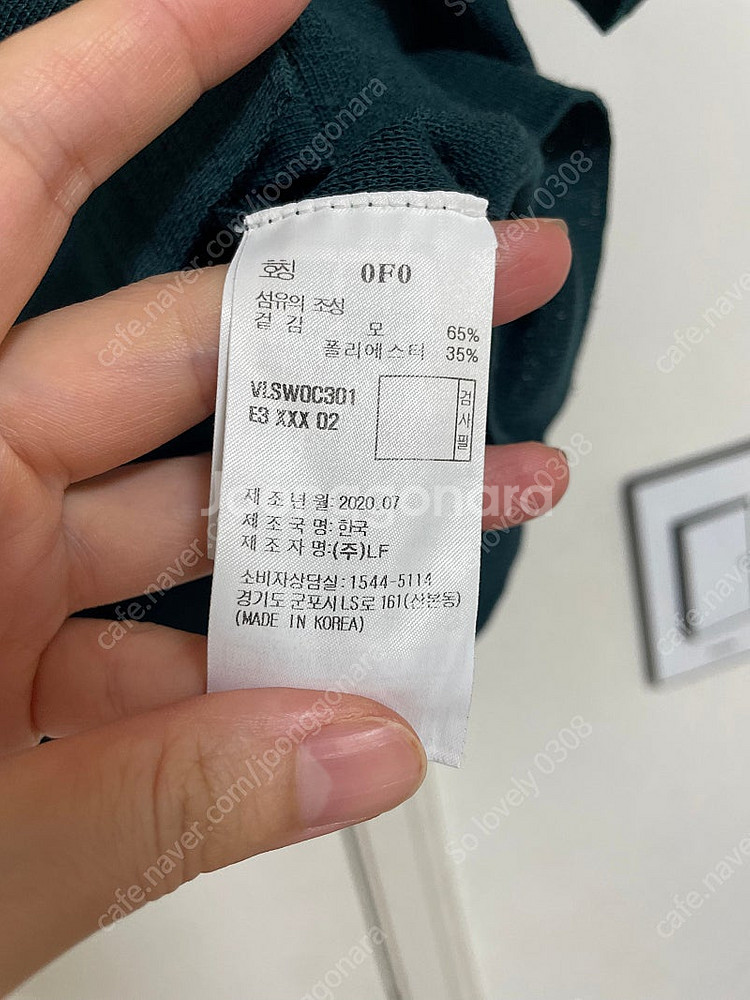 호칭 0F0
섬유의 조성
겉 감 모 65%
폴리에스터 35%
VLSW0C301
E3 XXX 02
검사필
제 조 년 월: 2020.07
제 조 국 명: 한국
제 조 자 명:(주)LF
소비자상담실: 1544-5114
경기도 군포시 LS로 161(산본동)
(MADE IN KOREA)
Joonggonara
cafe.naver.com/joonggonara
So lovely 0308